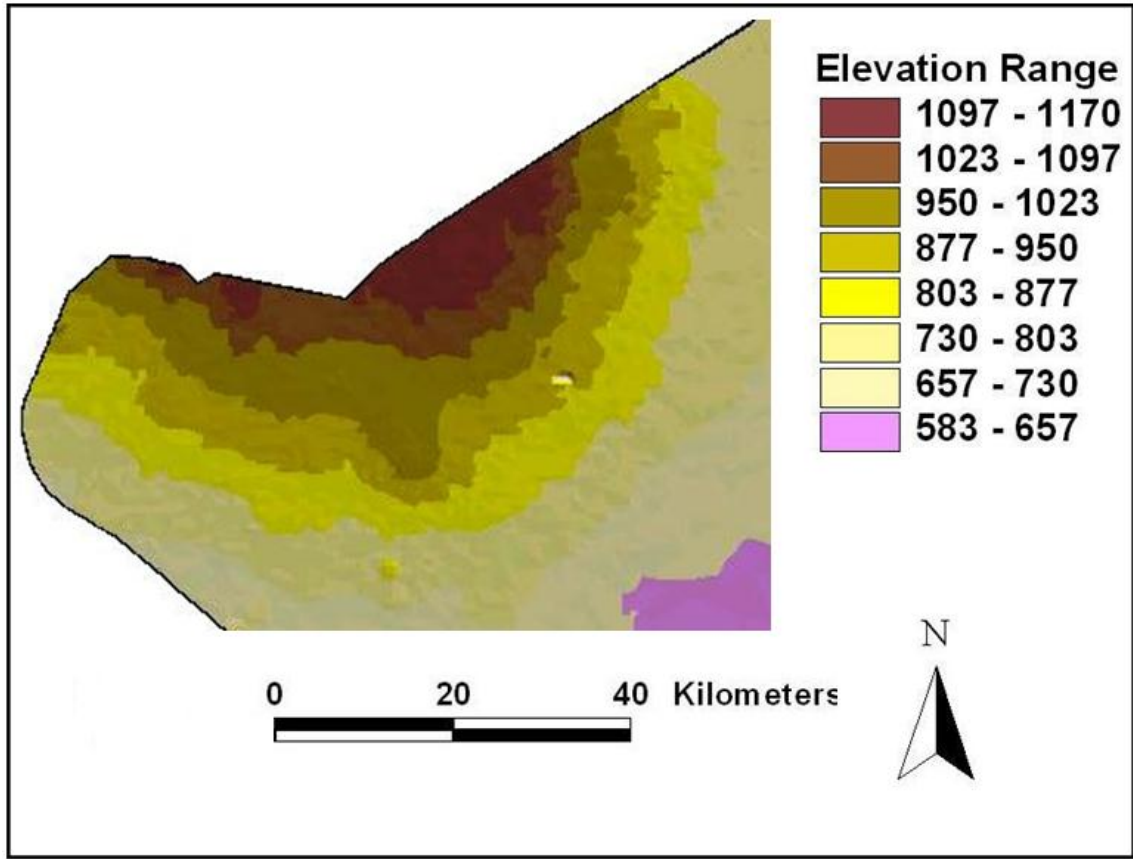 Elevation Range
1097 - 1170
1023 - 1097
950 - 1023
877 - 950
803 - 877
730 - 803
657 - 730
583 - 657
N
0 20 40 Kilometers